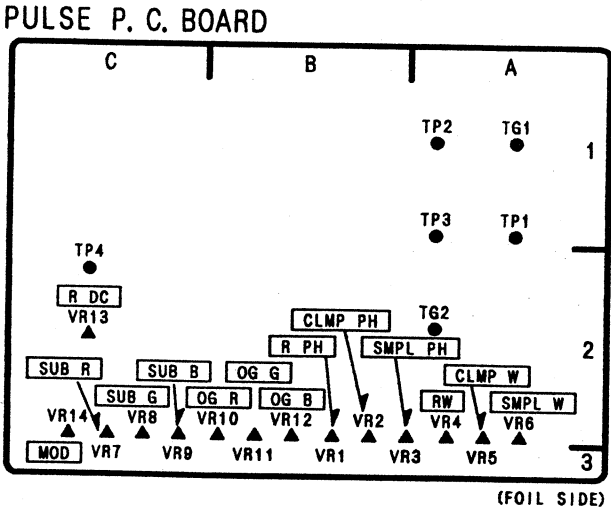 PULSE P. C. BOARD
C B A
TP2 TG1
1
TP3 TP1
TP4
R DC
VR13
TG2
CLMP PH
2
R PH SMPL PH
SUB R SUB B OG G CLMP W
SUB G OG R OG B RW SMPL W
VR14 VR8 VR10 VR12 VR2 VR4 VR6
MOD VR7 VR9 VR11 VR1 VR3 VR5
3
(FOIL SIDE)